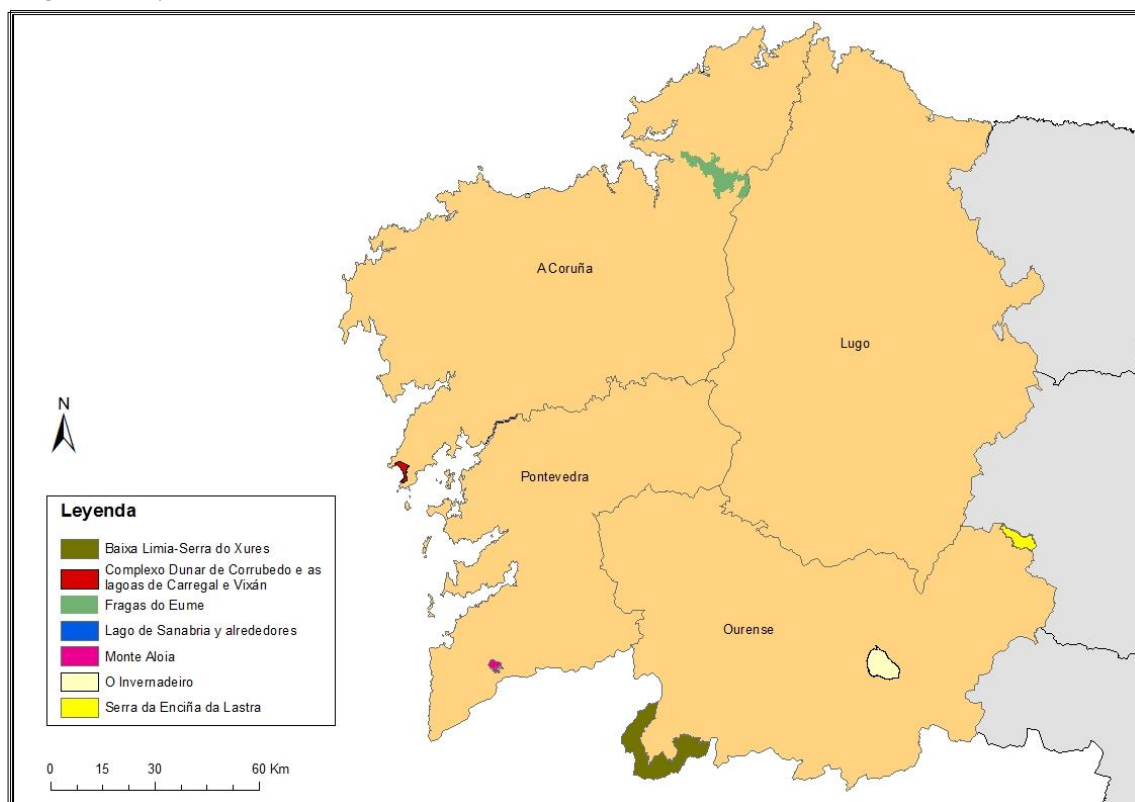 A Coruña
Lugo
N
Pontevedra
Leyenda
Baixa Limia-Serra do Xures
Complexo Dunar de Corrubedo e as
lagoas de Carregal e Vixán
Fragas do Eume
Lago de Sanabria y alrededores
Monte Aloia
O Invernadeiro
Serra da Enciña da Lastra
Ourense
0 15 30 60 Km